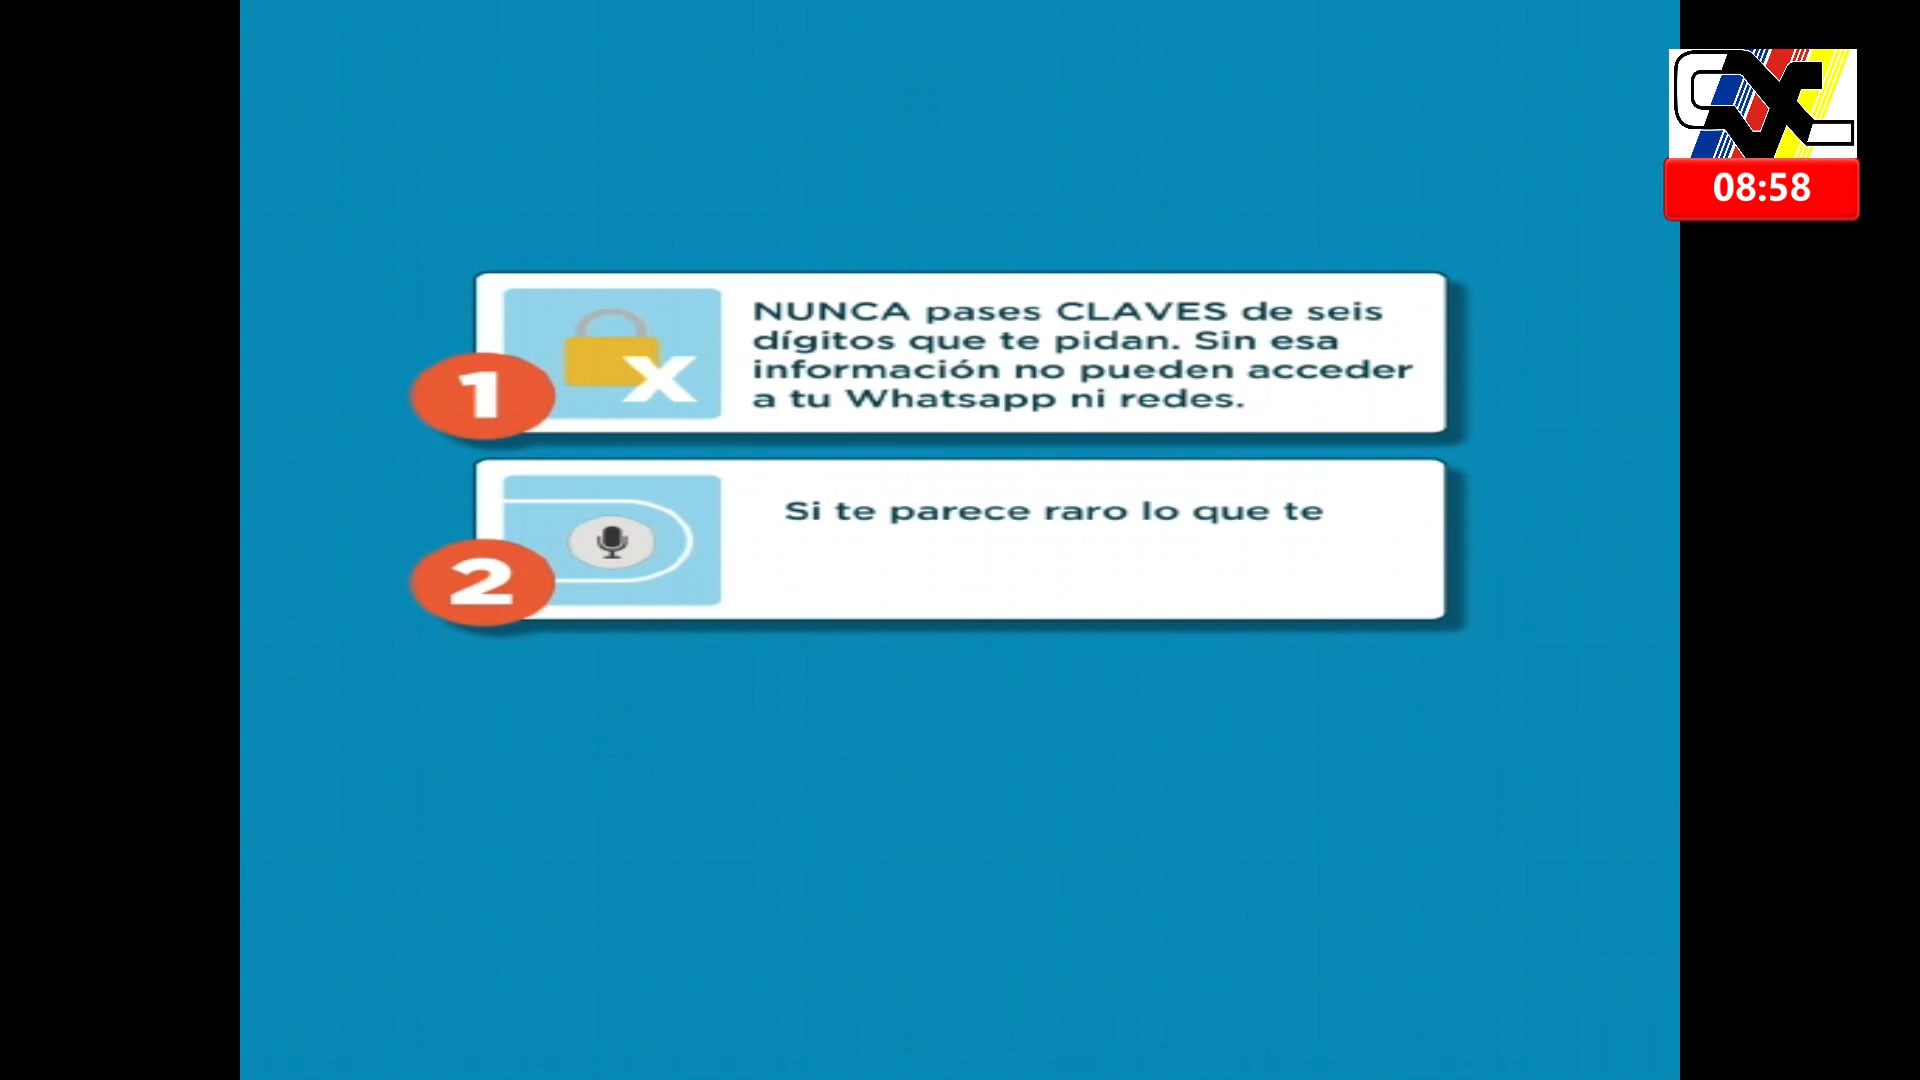 08:58
1
NUNCA pases CLAVES de seis
dígitos que te pidan. Sin esa
información no pueden acceder
a tu Whatsapp ni redes.
2
Si te parece raro lo que te